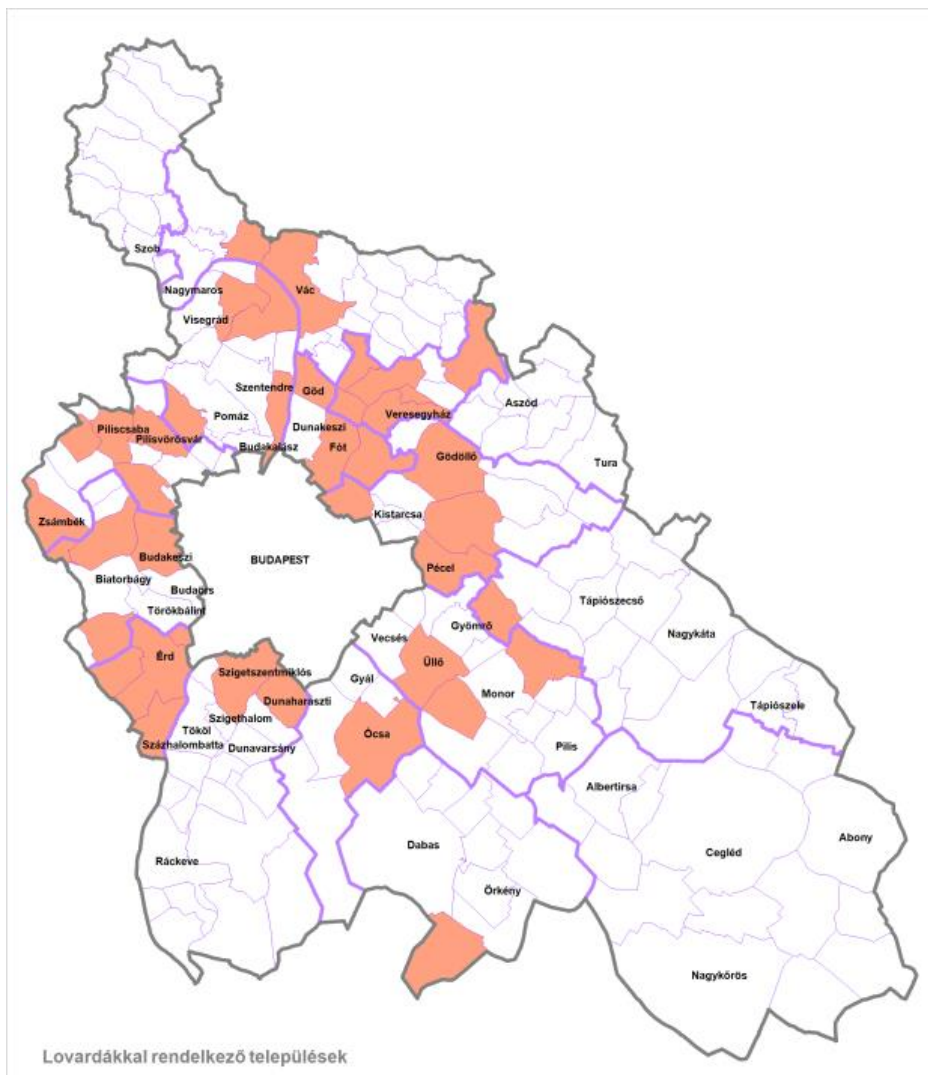 Szob
Nagymaros
Vác
Visegrád
Szentendre
Göd
Aszód
Pomáz
Veresegyház
Piliscsaba
Dunakeszi
Pilisvörösvár
Budakalász
Fót
Gödöllő
Tura
Kistarcsa
Zsámbék
Budakeszi
BUDAPEST
Pécel
Biatorbágy
Budaörs
Tápiószecső
Törökbálint
Gyömrő
Vecsés
Nagykáta
Érd
Üllő
Szigetszentmiklós
Gyál
Monor
Dunaharaszti
Tápiószele
Szigethalom
Ócsa
Tököl
Százhalombatta
Dunavarsány
Pilis
Albertirsa
Abony
Dabas
Cegléd
Ráckeve
Örkény
Nagykőrös
Lovardákkal rendelkező települések